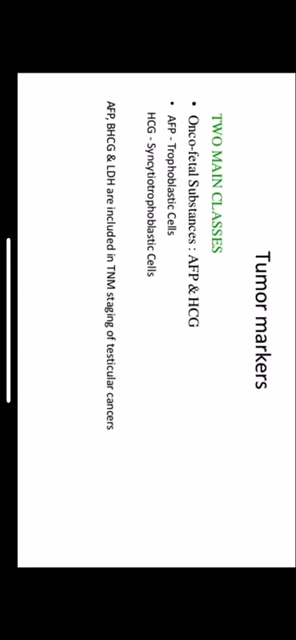 Tumor markers
TWO MAIN CLASSES
• Onco-fetal Substances : AFP & HCG
• AFP - Trophoblastic Cells
HCG - Syncytiotrophoblastic Cells
AFP, BHCG & LDH are included in TNM staging of testicular cancers